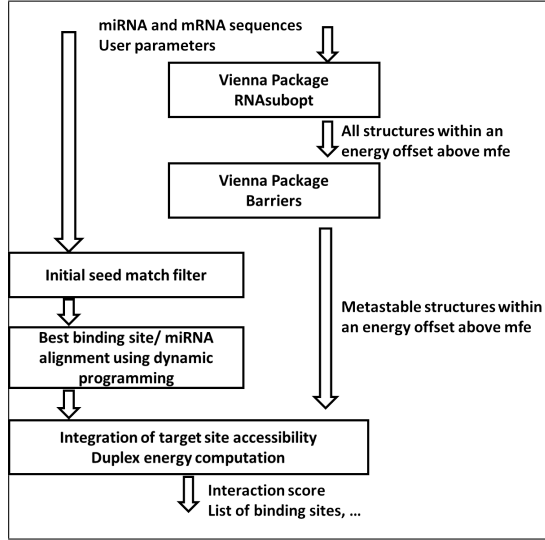 miRNA and mRNA sequences
User parameters
Vienna Package
RNAsubopt
All structures within an
energy offset above mfe
Vienna Package
Barriers
Initial seed match filter
Metastable structures within
an energy offset above mfe
Best binding site/ miRNA
alignment using dynamic
programming
Integration of target site accessibility
Duplex energy computation
Interaction score
List of binding sites, ...